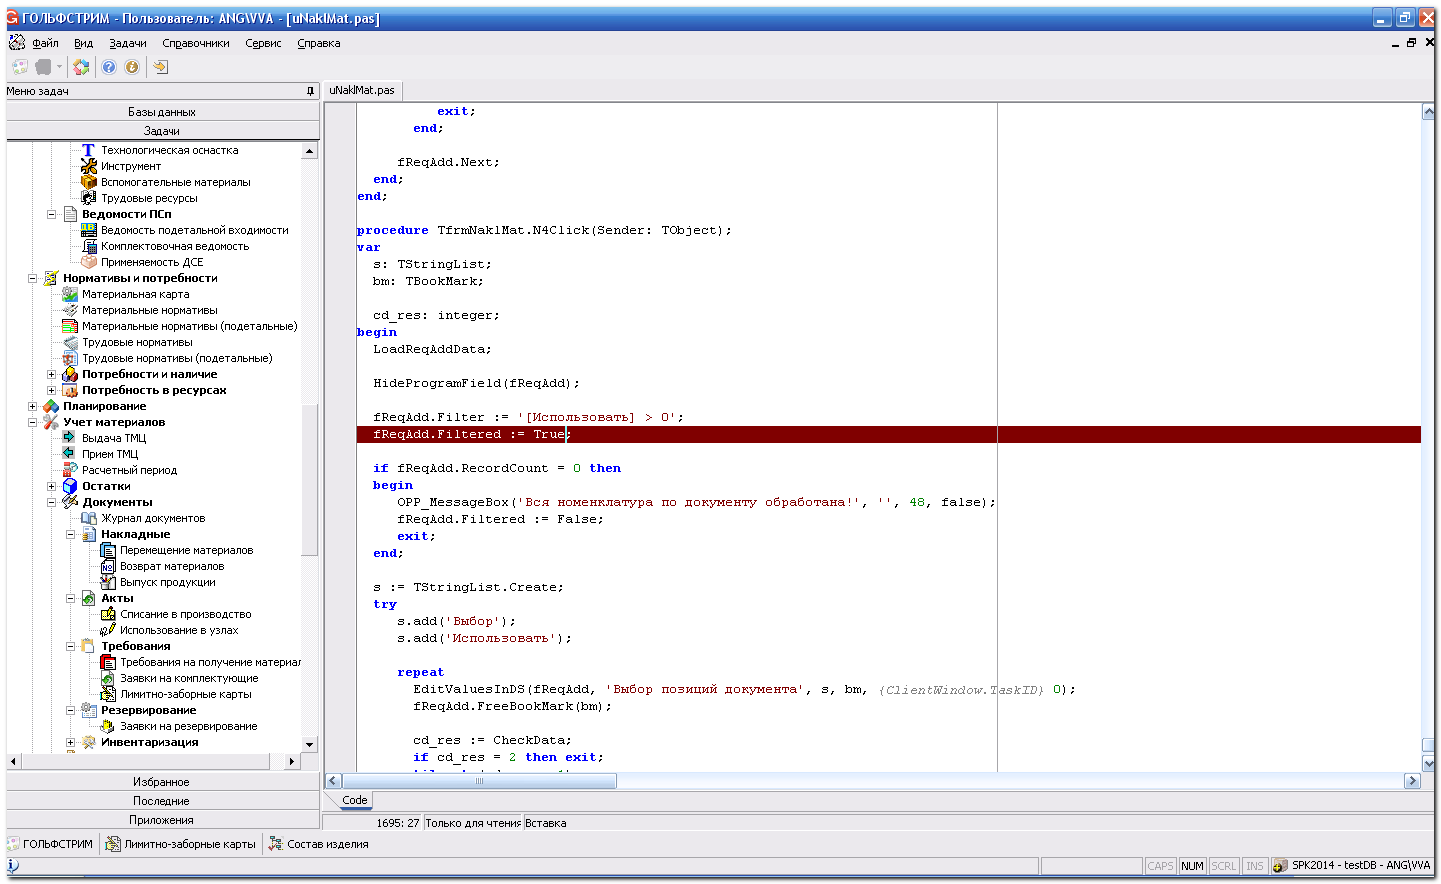 ГОЛЬФСТРИМ - Пользователь: ANG\VVA - [uNaklMat.pas]
Файл Вид Задачи Справочники Сервис Справка
Меню задач
Базы данных
Задачи
Технологическая оснастка
Инструмент
Вспомогательные материалы
Трудовые ресурсы
Ведомости ПСп
Ведомость подетальной входимости
Комплектовочная ведомость
Применяемость ДСЕ
Нормативы и потребности
Материальная карта
Материальные нормативы
Материальные нормативы (подетальные)
Трудовые нормативы
Трудовые нормативы (подетальные)
Потребности и наличие
Потребность в ресурсах
Планирование
Учет материалов
Выдача ТМЦ
Прием ТМЦ
Расчетный период
Остатки
Документы
Журнал документов
Накладные
Перемещение материалов
Возврат материалов
Выпуск продукции
Акты
Списание в производство
Использование в узлах
Требования
Требования на получение материал
Заявки на комплектующие
Лимитно-заборные карты
Резервирование
Заявки на резервирование
Инвентаризация
Избранное
Последние
Приложения
uNaklMat.pas
exit;
end;
fReqAdd.Next;
end;
end;
procedure TfrmNaklMat.N4Click(Sender: TObject);
var
s: TStringList;
bm: TBookMark;
cd_res: integer;
begin
LoadReqAddData;
HideProgramField(fReqAdd);
fReqAdd.Filter := '[Использовать] > 0';
fReqAdd.Filtered := True;
if fReqAdd.RecordCount = 0 then
begin
OPP_MessageBox('Вся номенклатура по документу обработана!', '', 48, false);
fReqAdd.Filtered := False;
exit;
end;
s := TStringList.Create;
try
s.add('Выбор');
s.add('Использовать');
repeat
EditValuesInDS(fReqAdd, 'Выбор позиций документа', s, bm, {ClientWindow.TaskID} 0);
fReqAdd.FreeBookMark(bm);
cd_res := CheckData;
if cd_res = 2 then exit;
Code
1695: 27 Только для чтения Вставка
ГОЛЬФСТРИМ Лимитно-заборные карты Состав изделия
CAPS NUM SCRL INS SPK2014 - testDB - ANG\VVA